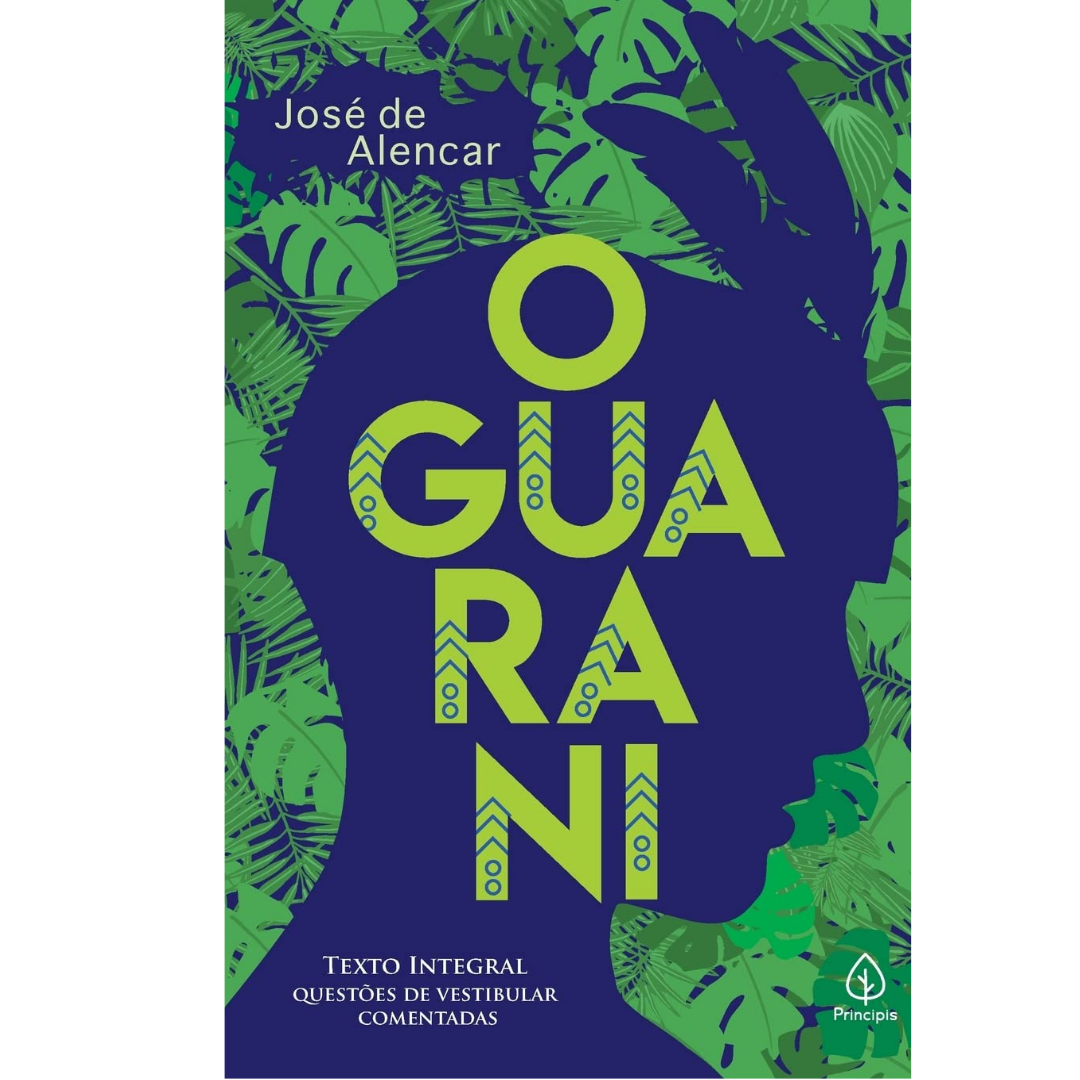 José de
Alencar
O
GUA
RA
NI
TEXTO INTEGRAL
QUESTÕES DE VESTIBULAR
COMENTADAS
Principis